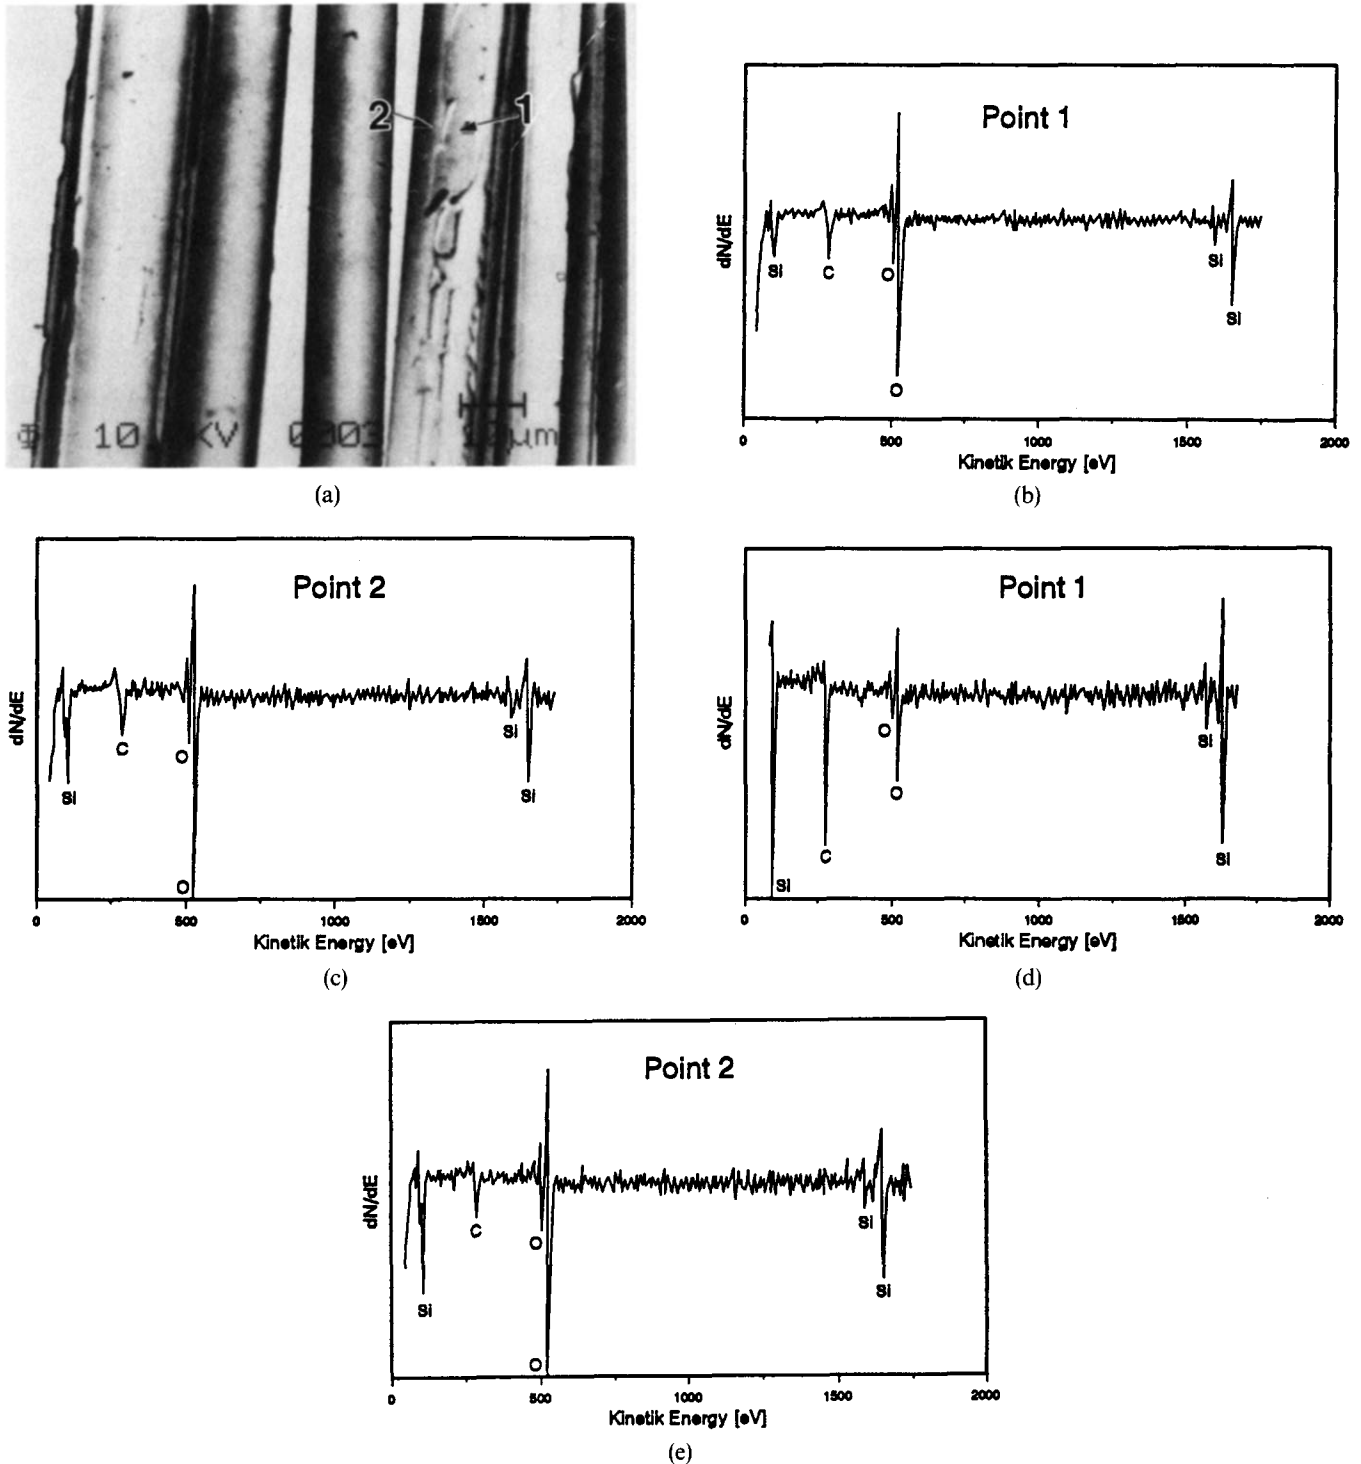 2
1
10 KV 0003 10μm
(a)
Point 1
dN/dE
Si
C
O
O
Si
Si
0 500 1000 1500 2000
Kinetik Energy [eV]
(b)
Point 2
dN/dE
Si
C
O
O
Si
Si
0 500 1000 1500 2000
Kinetik Energy [eV]
(c)
Point 1
dN/dE
Si
C
O
Si
O
Si
0 500 1000 1500 2000
Kinetik Energy [eV]
(d)
Point 2
dN/dE
Si
C
O
O
Si
Si
0 500 1000 1500 2000
Kinetik Energy [eV]
(e)